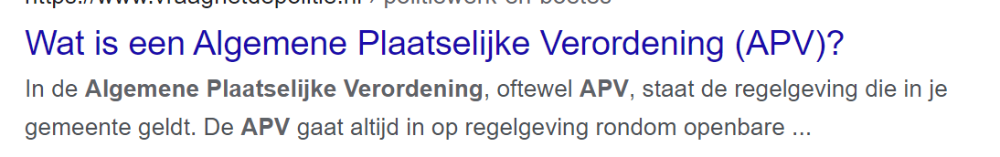 https://www.vraaghetdepolitie.nl › politiewerk-en-boetes
Wat is een Algemene Plaatselijke Verordening (APV)?
In de Algemene Plaatselijke Verordening, oftewel APV, staat de regelgeving die in je
gemeente geldt. De APV gaat altijd in op regelgeving rondom openbare ...